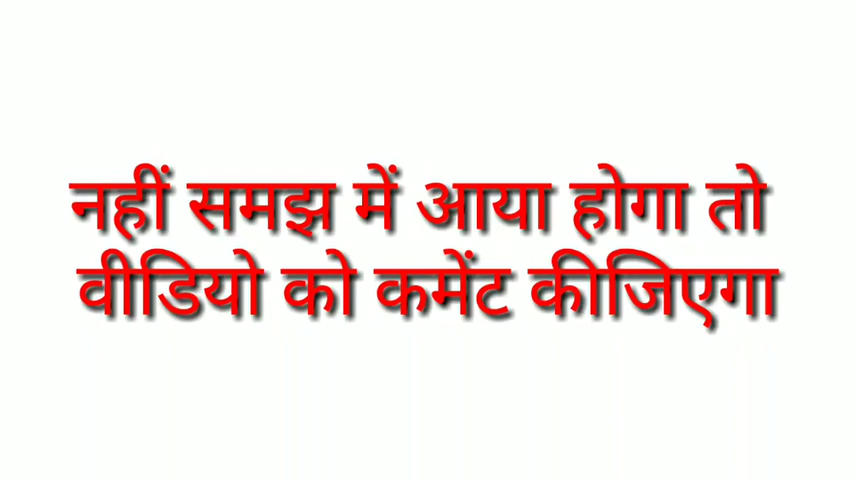 नहीं समझ में आया होगा तो
वीडियो को कमेंट कीजिएगा